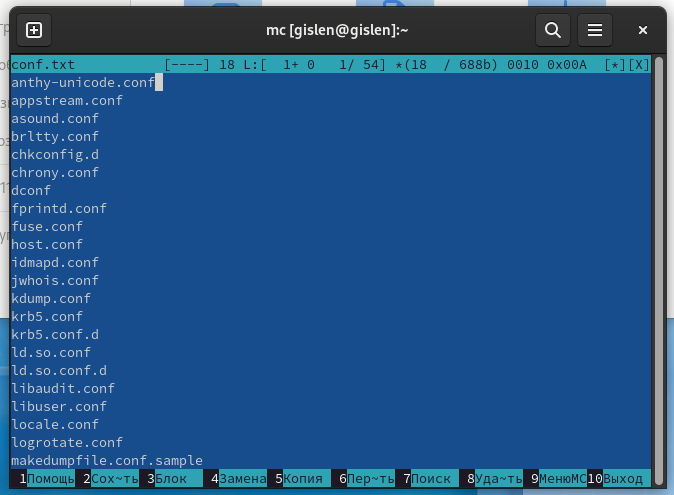 mc [gislen@gislen]:~
conf.txt [----] 18 L:[ 1+ 0 1/ 54] *(18 / 688b) 0010 0x00A [*][X]
anthy-unicode.conf
appstream.conf
asound.conf
brltty.conf
chkconfig.d
chrony.conf
dconf
fprintd.conf
fuse.conf
host.conf
idmapd.conf
jwhois.conf
kdump.conf
krb5.conf
krb5.conf.d
ld.so.conf
ld.so.conf.d
libaudit.conf
libuser.conf
locale.conf
logrotate.conf
makedumpfile.conf.sample
1Помощь 2Сох~ть 3Блок 4Замена 5Копия 6Пер~ть 7Поиск 8Уда~ть 9МенюMC 10Выход